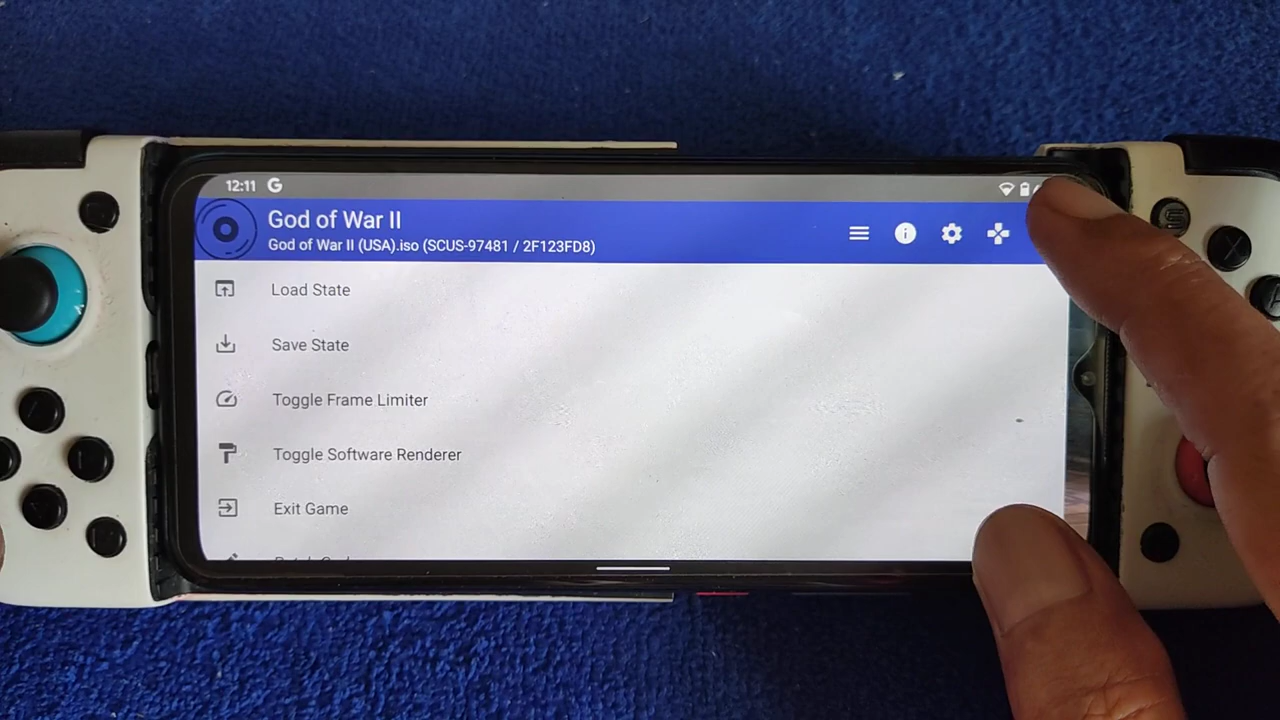 12:11 G
God of War II
God of War II (USA).iso (SCUS-97481 / 2F123FD8)
Load State
Save State
Toggle Frame Limiter
Toggle Software Renderer
Exit Game
X